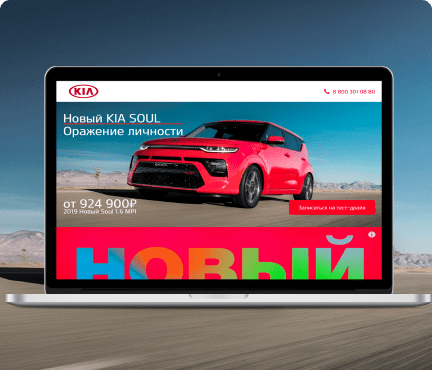 KIA
8 800 301 08 80
Новый KIA SOUL
Оражение личности
от 924 900₽
2019 Новый Soul 1.6 MPI
Записаться на тест-драйв
НОВЫЙ